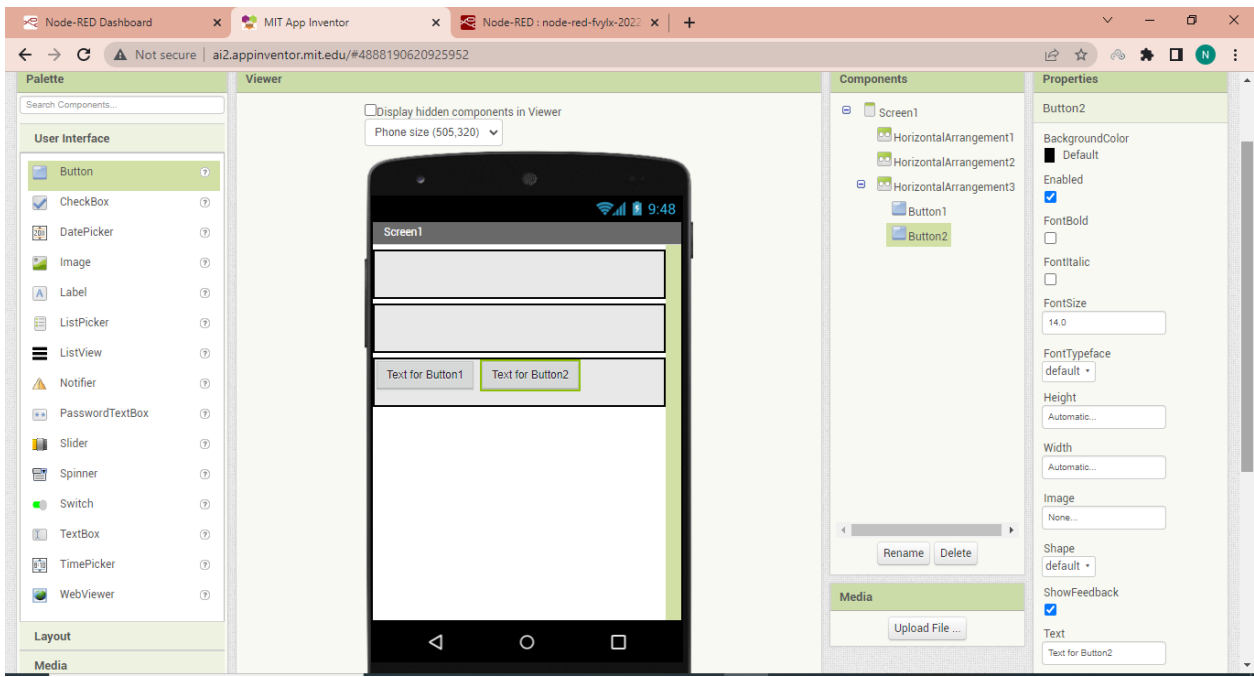 Node-RED Dashboard
MIT App Inventor
Node-RED : node-red-fvylx-2022
Not secure
ai2.appinventor.mit.edu/#4888190620925952
N
Palette
Search Components...
User Interface
Button
CheckBox
DatePicker
Image
Label
ListPicker
ListView
Notifier
PasswordTextBox
Slider
Spinner
Switch
TextBox
TimePicker
WebViewer
Layout
Media
Viewer
Display hidden components in Viewer
Phone size (505,320)
9:48
Screen1
Text for Button1
Text for Button2
Components
Screen1
HorizontalArrangement1
HorizontalArrangement2
HorizontalArrangement3
Button1
Button2
Rename
Delete
Media
Upload File ...
Properties
Button2
BackgroundColor
Default
Enabled
FontBold
FontItalic
FontSize
14.0
FontTypeface
default
Height
Automatic...
Width
Automatic...
Image
None...
Shape
default
ShowFeedback
Text
Text for Button2